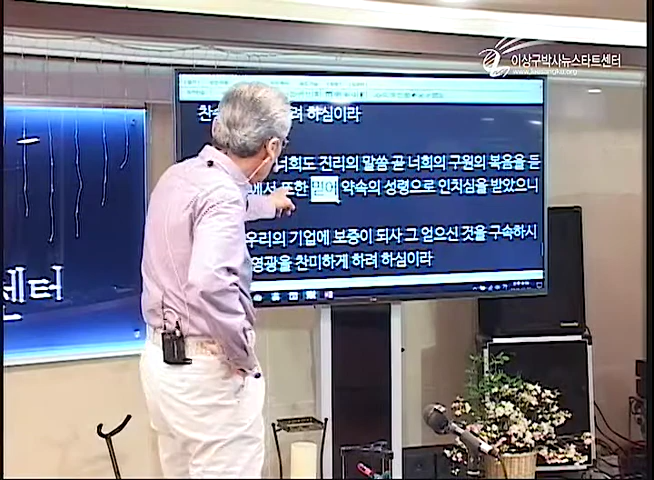 이상구박사뉴스타트센터
찬송 려 하심이라
너희도 진리의 말씀 곧 너희의 구원의 복음을 듣
에서 또한 믿어 약속의 성령으로 인치심을 받았으니
우리의 기업에 보증이 되사 그 얻으신 것을 구속하시
영광을 찬미하게 하려 하심이라
센터